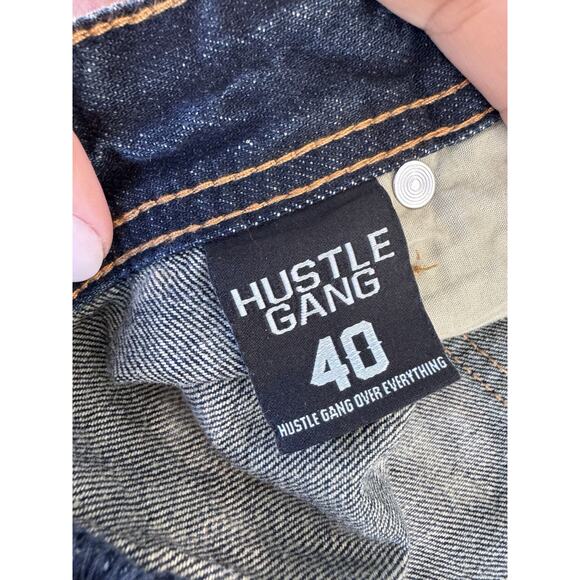 HUSTLE
GANG
40
HUSTLE GANG OVER EVERYTHING